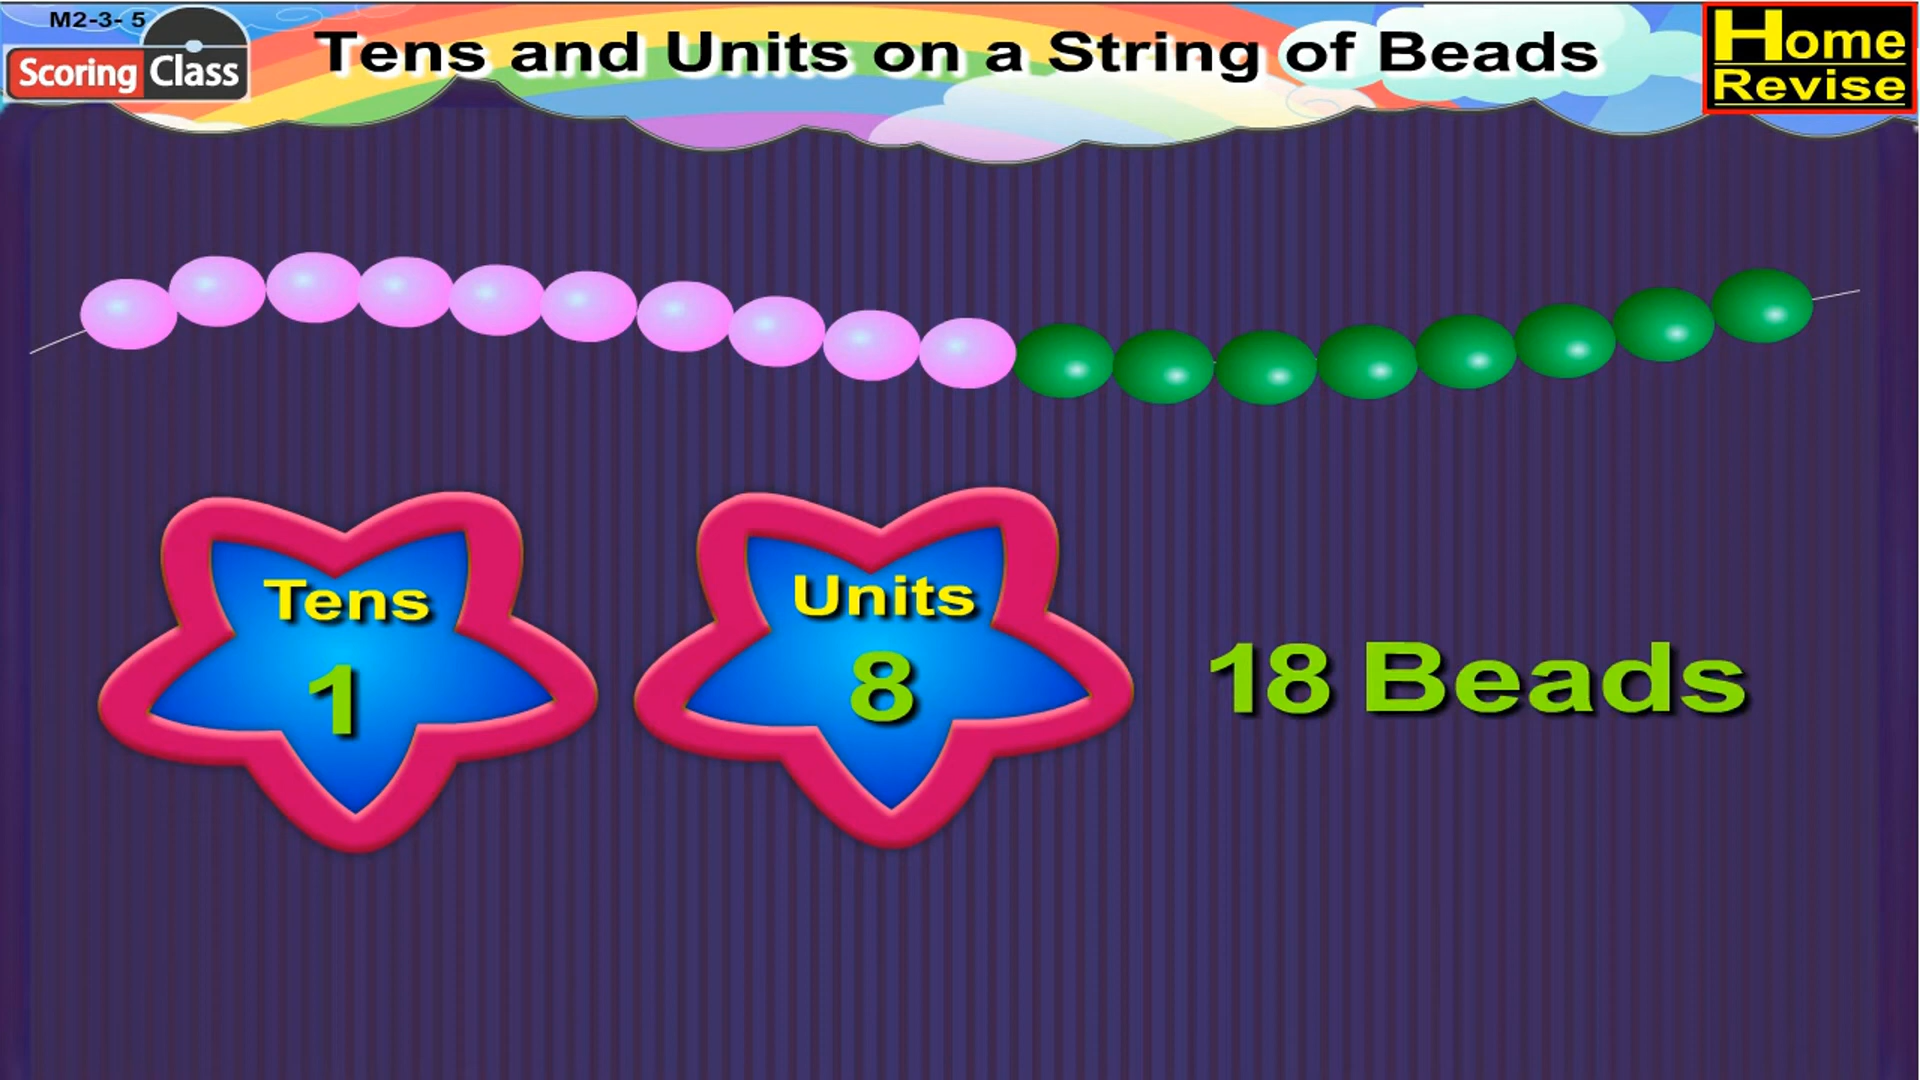 M2-3- 5
Scoring Class
Tens and Units on a String of Beads
Home
Revise
Tens
1
Units
8
18 Beads